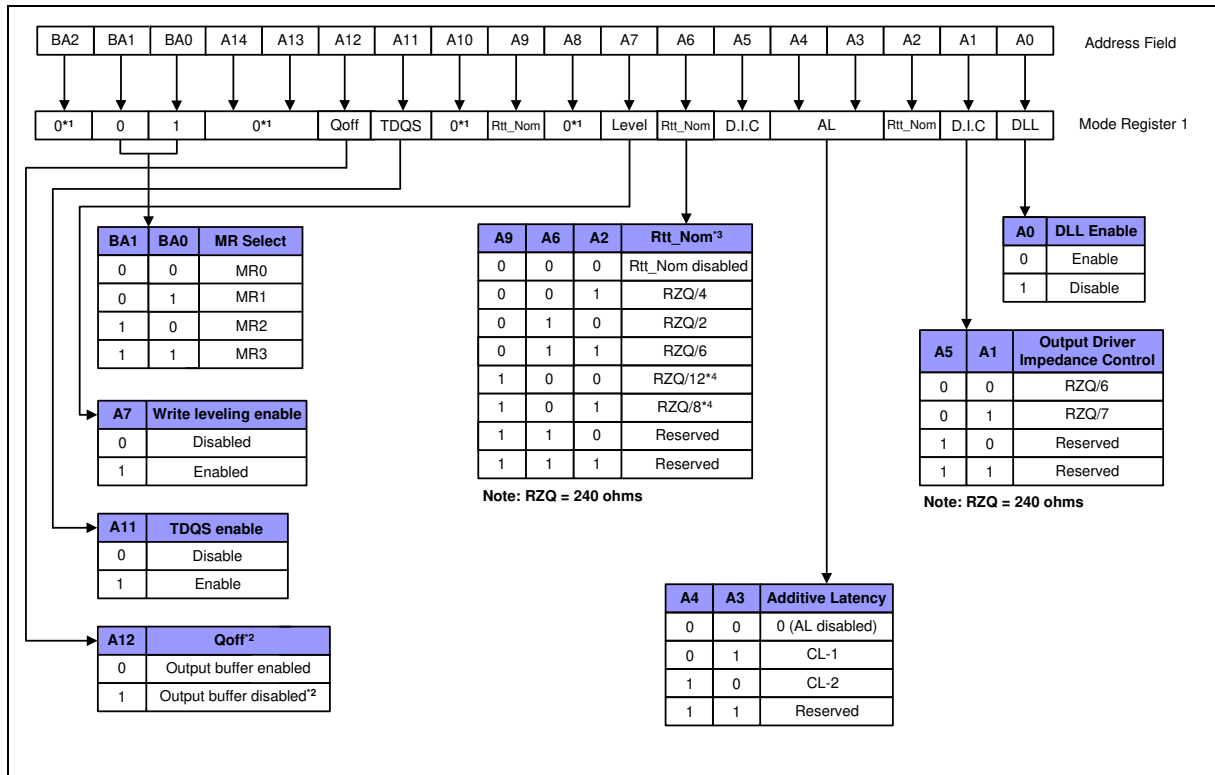 BA2 BA1 BA0 A14 A13 A12 A11 A10 A9 A8 A7 A6 A5 A4 A3 A2 A1 A0 Address Field
0*1 0 1 0*1 Qoff TDQS 0*1 Rtt_Nom 0*1 Level Rtt_Nom D.I.C AL Rtt_Nom D.I.C DLL Mode Register 1
BA1 BA0 MR Select
0 0 MR0
0 1 MR1
1 0 MR2
1 1 MR3
A7 Write leveling enable
0 Disabled
1 Enabled
A11 TDQS enable
0 Disable
1 Enable
A12 Qoff*2
0 Output buffer enabled
1 Output buffer disabled*2
A9 A6 A2 Rtt_Nom*3
0 0 0 Rtt_Nom disabled
0 0 1 RZQ/4
0 1 0 RZQ/2
0 1 1 RZQ/6
1 0 0 RZQ/12*4
1 0 1 RZQ/8*4
1 1 0 Reserved
1 1 1 Reserved
Note: RZQ = 240 ohms
A4 A3 Additive Latency
0 0 0 (AL disabled)
0 1 CL-1
1 0 CL-2
1 1 Reserved
A0 DLL Enable
0 Enable
1 Disable
A5 A1 Output Driver
Impedance Control
0 0 RZQ/6
0 1 RZQ/7
1 0 Reserved
1 1 Reserved
Note: RZQ = 240 ohms